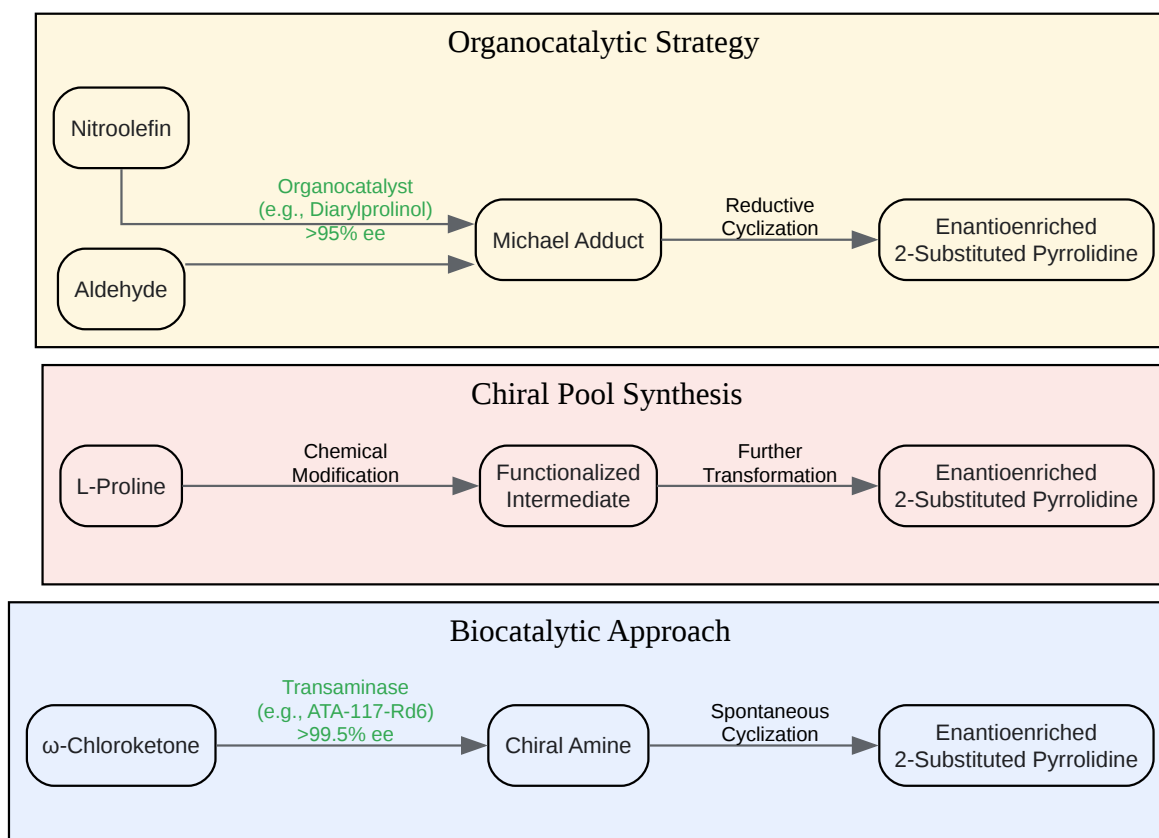 Organocatalytic Strategy
Nitroolefin
Organocatalyst
(e.g., Diarylprolinol)
>95% ee
Aldehyde
Michael Adduct
Reductive
Cyclization
Enantioenriched
2-Substituted Pyrrolidine
Chiral Pool Synthesis
L-Proline
Chemical
Modification
Functionalized
Intermediate
Further
Transformation
Enantioenriched
2-Substituted Pyrrolidine
Biocatalytic Approach
ω-Chloroketone
Transaminase
(e.g., ATA-117-Rd6)
>99.5% ee
Chiral Amine
Spontaneous
Cyclization
Enantioenriched
2-Substituted Pyrrolidine